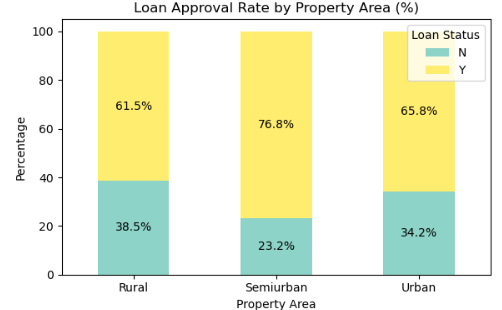 Loan Approval Rate by Property Area (%)
Loan Status
N
Y
100
80
60
40
20
0
Percentage
61.5%
76.8%
65.8%
38.5%
23.2%
34.2%
Rural
Semiurban
Urban
Property Area